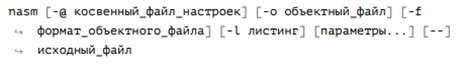 nasm [-@ косвенный_файл_настроек] [-o объектный_файл] [-f
↪ формат_объектного_файла] [-l листинг] [параметры...] [--]
↪ исходный_файл